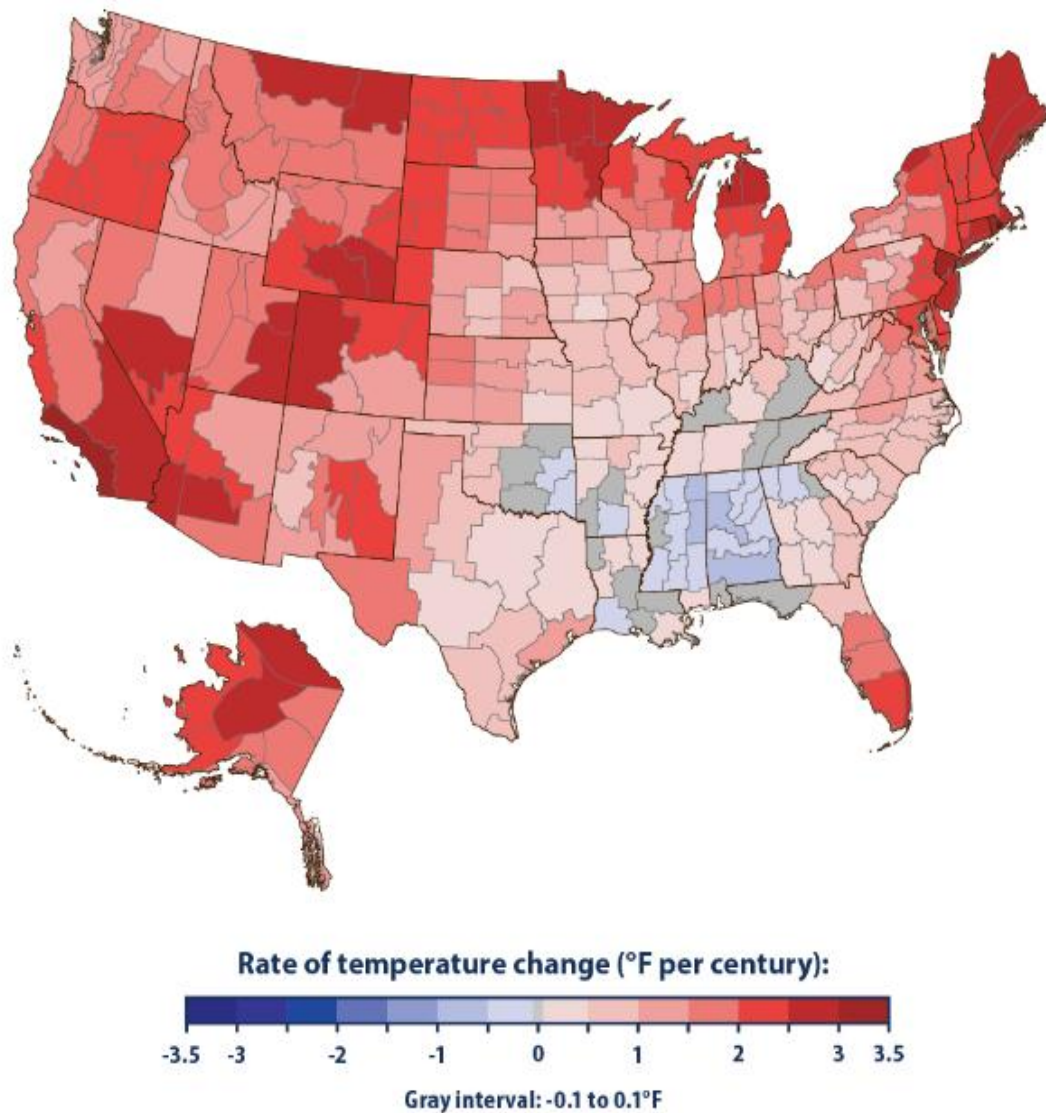 Rate of temperature change (°F per century):
-3.5 -3 -2 -1 0 1 2 3 3.5
Gray interval: -0.1 to 0.1°F